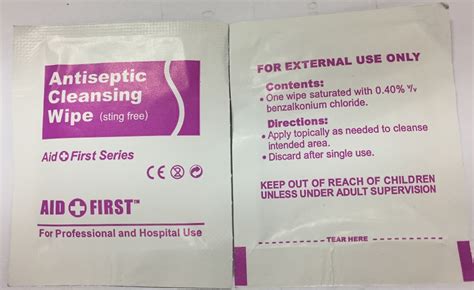 Antiseptic
Cleansing
Wipe (sting free)
Aid First Series
CE
AID FIRST™
For Professional and Hospital Use
FOR EXTERNAL USE ONLY
Contents:
• One wipe saturated with 0.40% W/V
benzalkonium chloride.
Directions:
• Apply topically as needed to cleanse
intended area.
• Discard after single use.
KEEP OUT OF REACH OF CHILDREN
UNLESS UNDER ADULT SUPERVISION
TEAR HERE